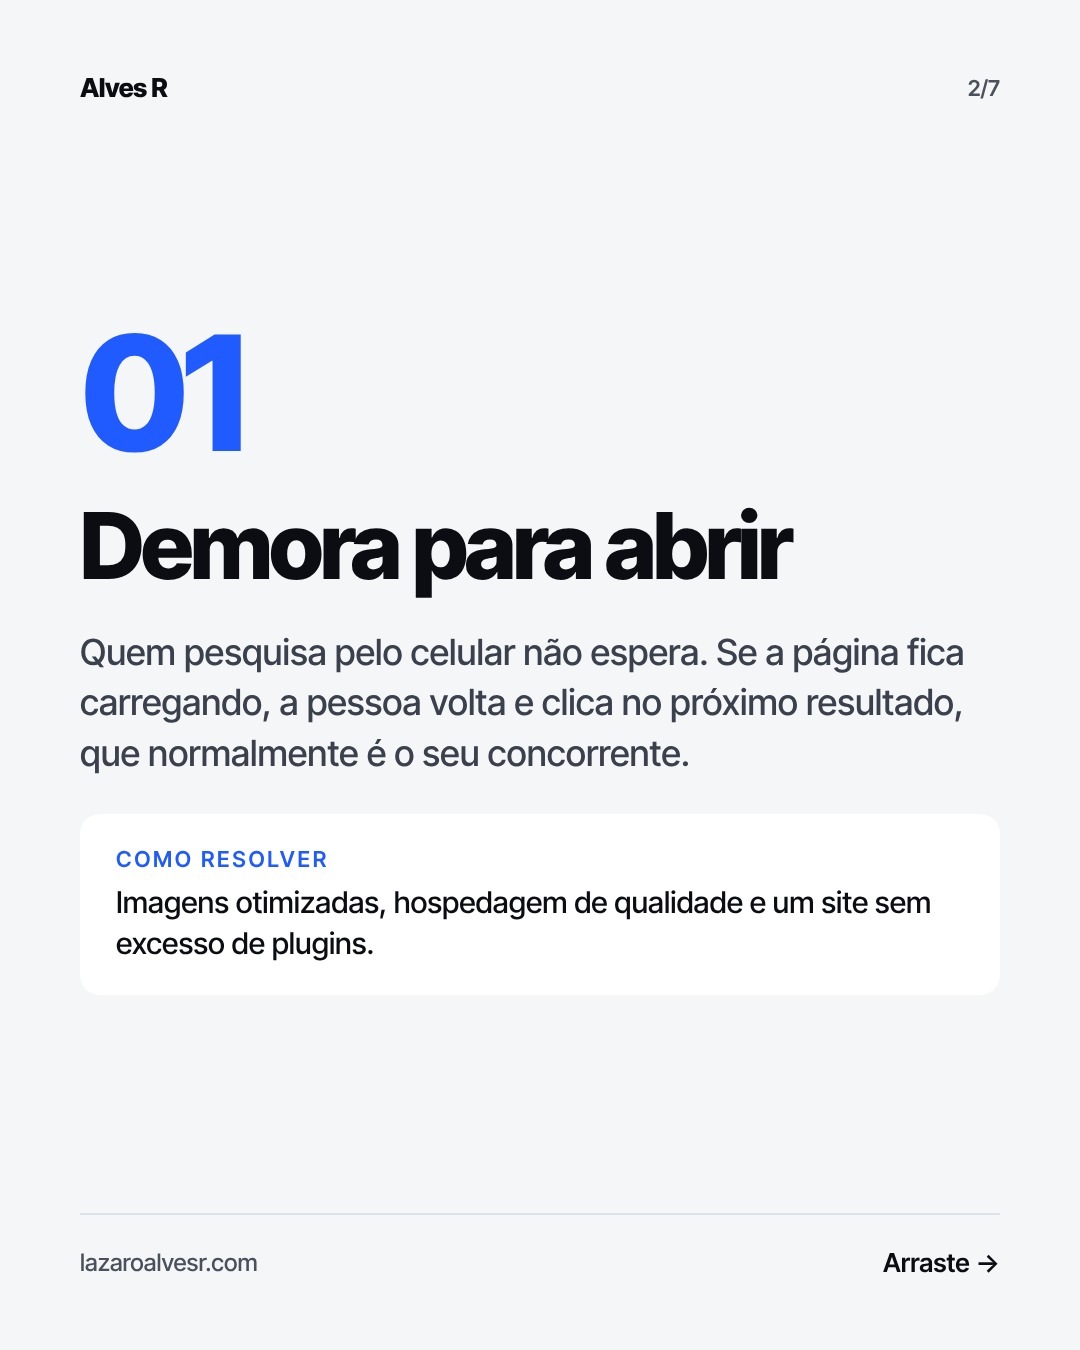 Alves R
2/7
01
Demora para abrir
Quem pesquisa pelo celular não espera. Se a página fica
carregando, a pessoa volta e clica no próximo resultado,
que normalmente é o seu concorrente.
COMO RESOLVER
Imagens otimizadas, hospedagem de qualidade e um site sem
excesso de plugins.
lazaroalvesr.com
Arraste →